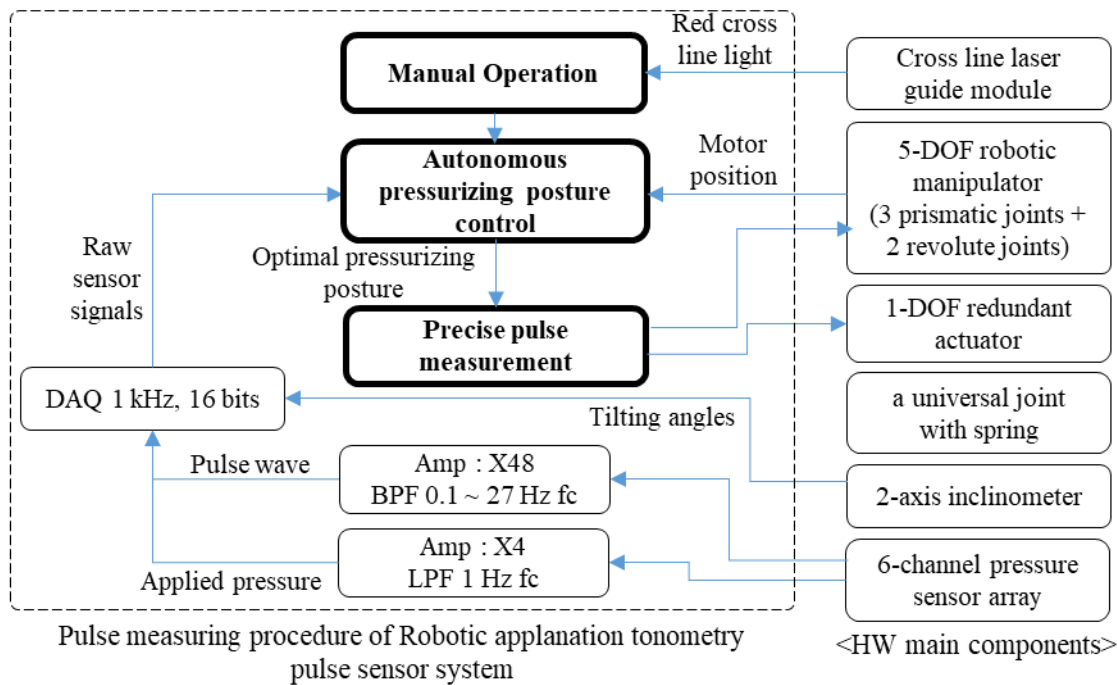 Red cross
line light
Manual Operation
Cross line laser
guide module
Autonomous
pressurizing posture
control
Motor
position
5-DOF robotic
manipulator
(3 prismatic joints +
2 revolute joints)
Raw
sensor
signals
Optimal pressurizing
posture
Precise pulse
measurement
1-DOF redundant
actuator
DAQ 1 kHz, 16 bits
Tilting angles
a universal joint
with spring
Pulse wave
Amp : X48
BPF 0.1 ~ 27 Hz fc
2-axis inclinometer
Applied pressure
Amp : X4
LPF 1 Hz fc
6-channel pressure
sensor array
Pulse measuring procedure of Robotic applanation tonometry
pulse sensor system
<HW main components>